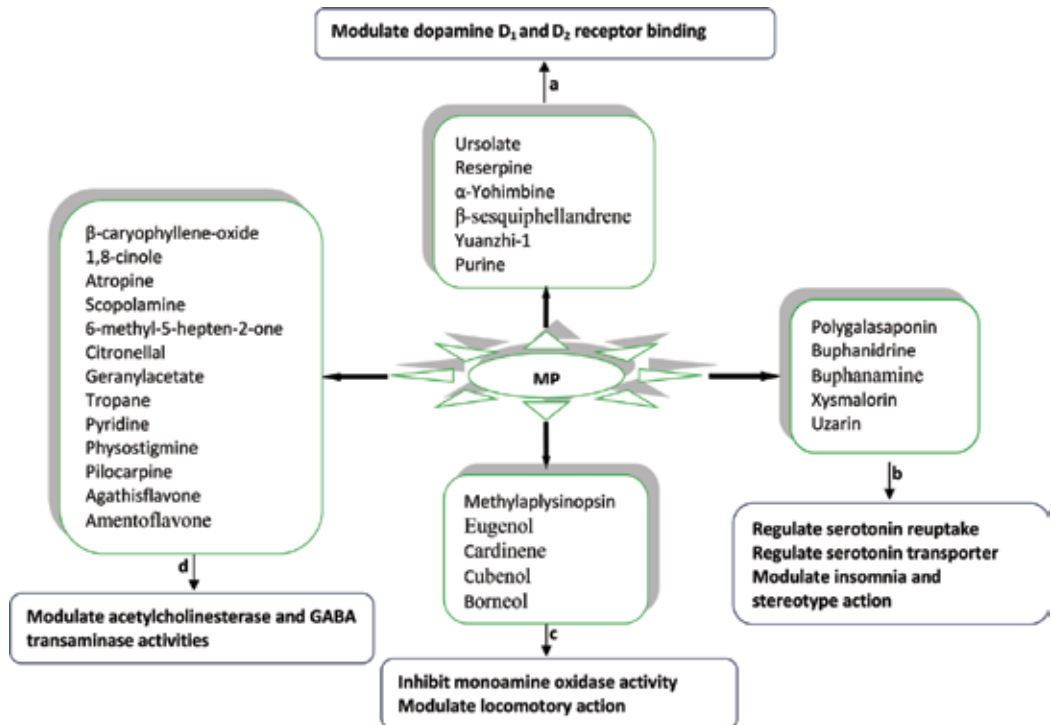 Modulate dopamine D₁ and D₂ receptor binding
a
Ursolate
Reserpine
α-Yohimbine
β-sesquiphellandrene
Yuanzhi-1
Purine
β-caryophyllene-oxide
1,8-cinole
Atropine
Scopolamine
6-methyl-5-hepten-2-one
Citronellal
Geranylacetate
Tropane
Pyridine
Physostigmine
Pilocarpine
Agathisflavone
Amentoflavone
d
Modulate acetylcholinesterase and GABA
transaminase activities
MP
Polygalasaponin
Buphanidrine
Buphanamine
Xysmalorin
Uzarin
b
Regulate serotonin reuptake
Regulate serotonin transporter
Modulate insomnia and
stereotype action
Methylaplysinopsin
Eugenol
Cardinene
Cubenol
Borneol
c
Inhibit monoamine oxidase activity
Modulate locomotory action